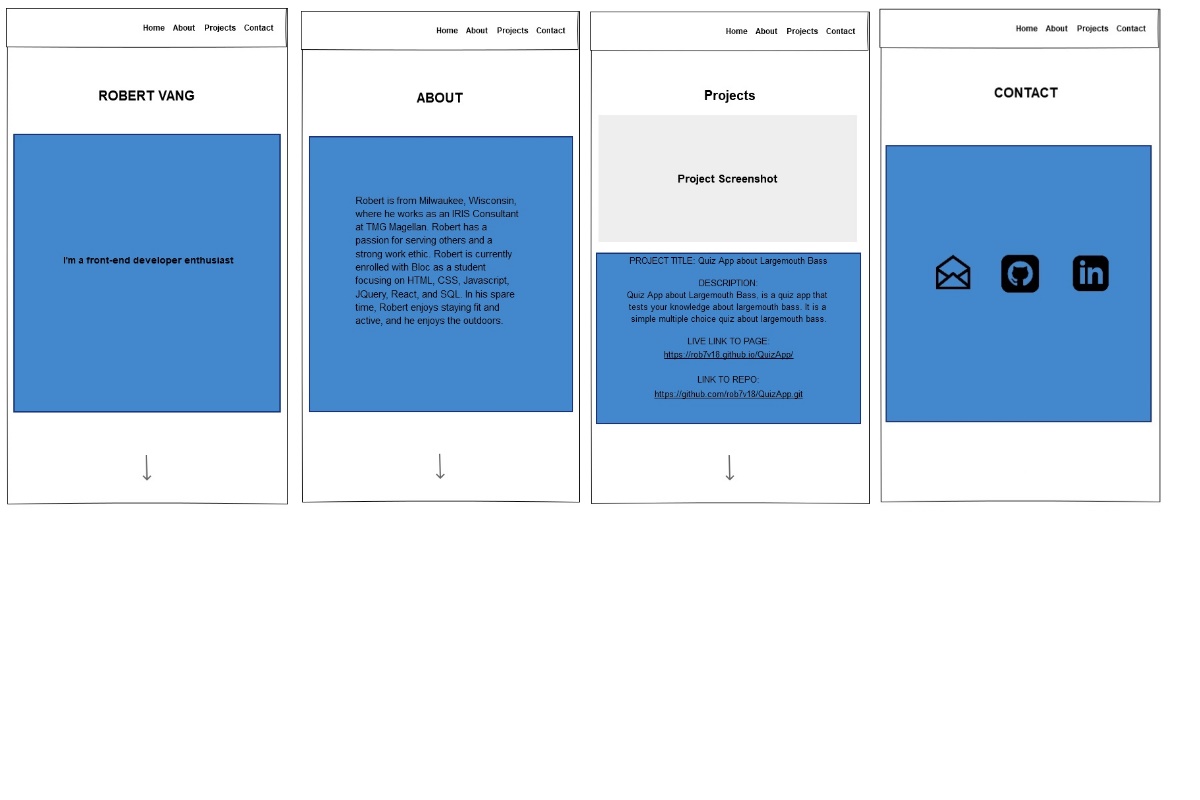 Home About Projects Contact
ROBERT VANG
I'm a front-end developer enthusiast
Home About Projects Contact
ABOUT
Robert is from Milwaukee, Wisconsin,
where he works as an IRIS Consultant
at TMG Magellan. Robert has a
passion for serving others and a
strong work ethic. Robert is currently
enrolled with Bloc as a student
focusing on HTML, CSS, Javascript,
JQuery, React, and SQL. In his spare
time, Robert enjoys staying fit and
active, and he enjoys the outdoors.
Home About Projects Contact
Projects
Project Screenshot
PROJECT TITLE: Quiz App about Largemouth Bass
DESCRIPTION:
Quiz App about Largemouth Bass, is a quiz app that
tests your knowledge about largemouth bass. It is a
simple multiple choice quiz about largemouth bass.
LIVE LINK TO PAGE:
https://rob7v18.github.io/QuizApp/
LINK TO REPO:
https://github.com/rob7v18/QuizApp.git
Home About Projects Contact
CONTACT
in